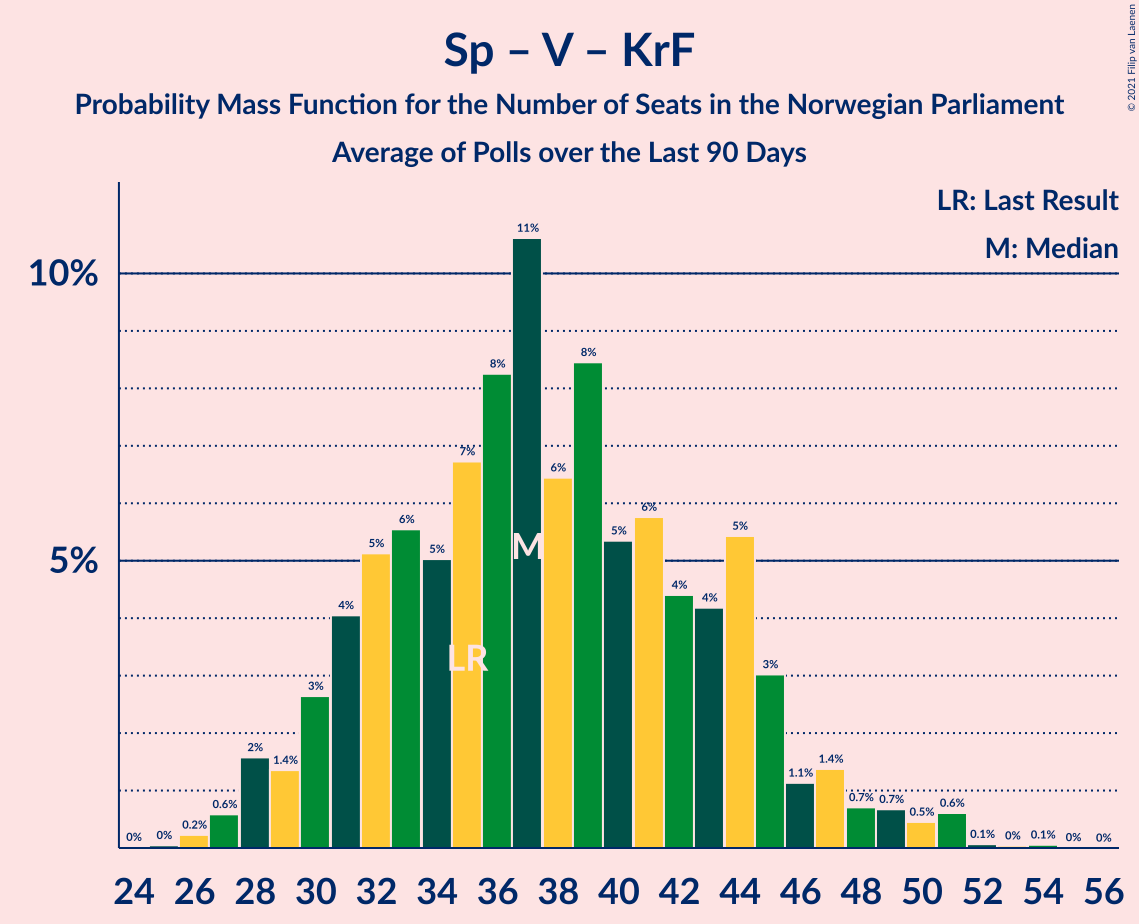 Sp – V – KrF
Probability Mass Function for the Number of Seats in the Norwegian Parliament
Average of Polls over the Last 90 Days
© 2021 Filip van Laenen
LR: Last Result
M: Median
10%
5%
0% 0% 0.2% 0.6% 2% 1.4% 3% 4% 5% 6% 5% 7% 8% 11% 6% 8% 5% 6% 4% 4% 5% 3% 1.1% 1.4% 0.7% 0.7% 0.5% 0.6% 0.1% 0% 0.1% 0% 0%
M
LR
24 26 28 30 32 34 36 38 40 42 44 46 48 50 52 54 56